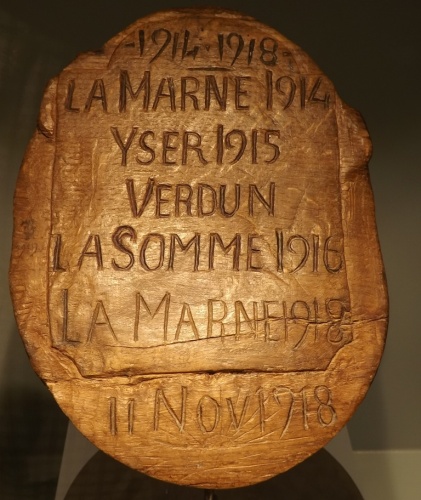 -1914-1918-
LA MARNE 1914
YSER 1915
VERDUN
LA SOMME 1916
LA MARNE 1918
11 NOV 1918